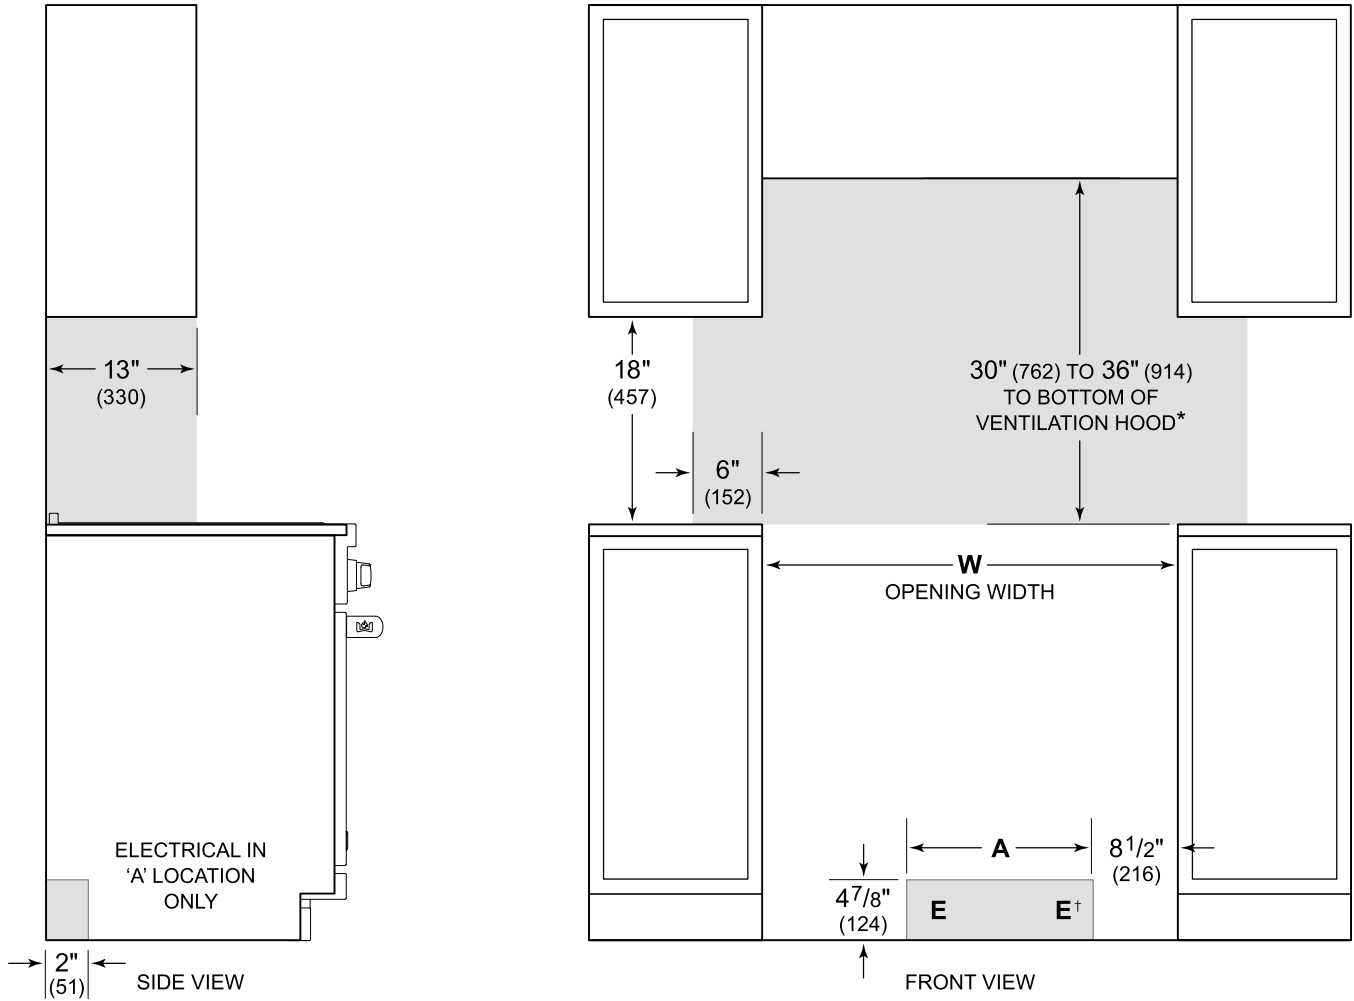 13"
(330)
ELECTRICAL IN
‘A’ LOCATION
ONLY
2"
(51)
SIDE VIEW
18"
(457)
30" (762) TO 36" (914)
TO BOTTOM OF
VENTILATION HOOD*
6"
(152)
W
OPENING WIDTH
A
8 1/2"
(216)
4 7/8"
(124)
E
E†
FRONT VIEW